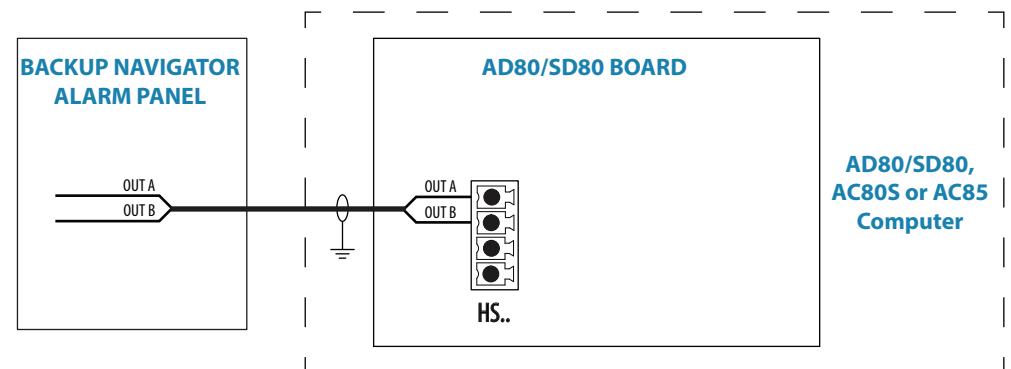 BACKUP NAVIGATOR
ALARM PANEL
OUT A
OUT B
AD80/SD80 BOARD
OUT A
OUT B
HS..
AD80/SD80,
AC80S or AC85
Computer